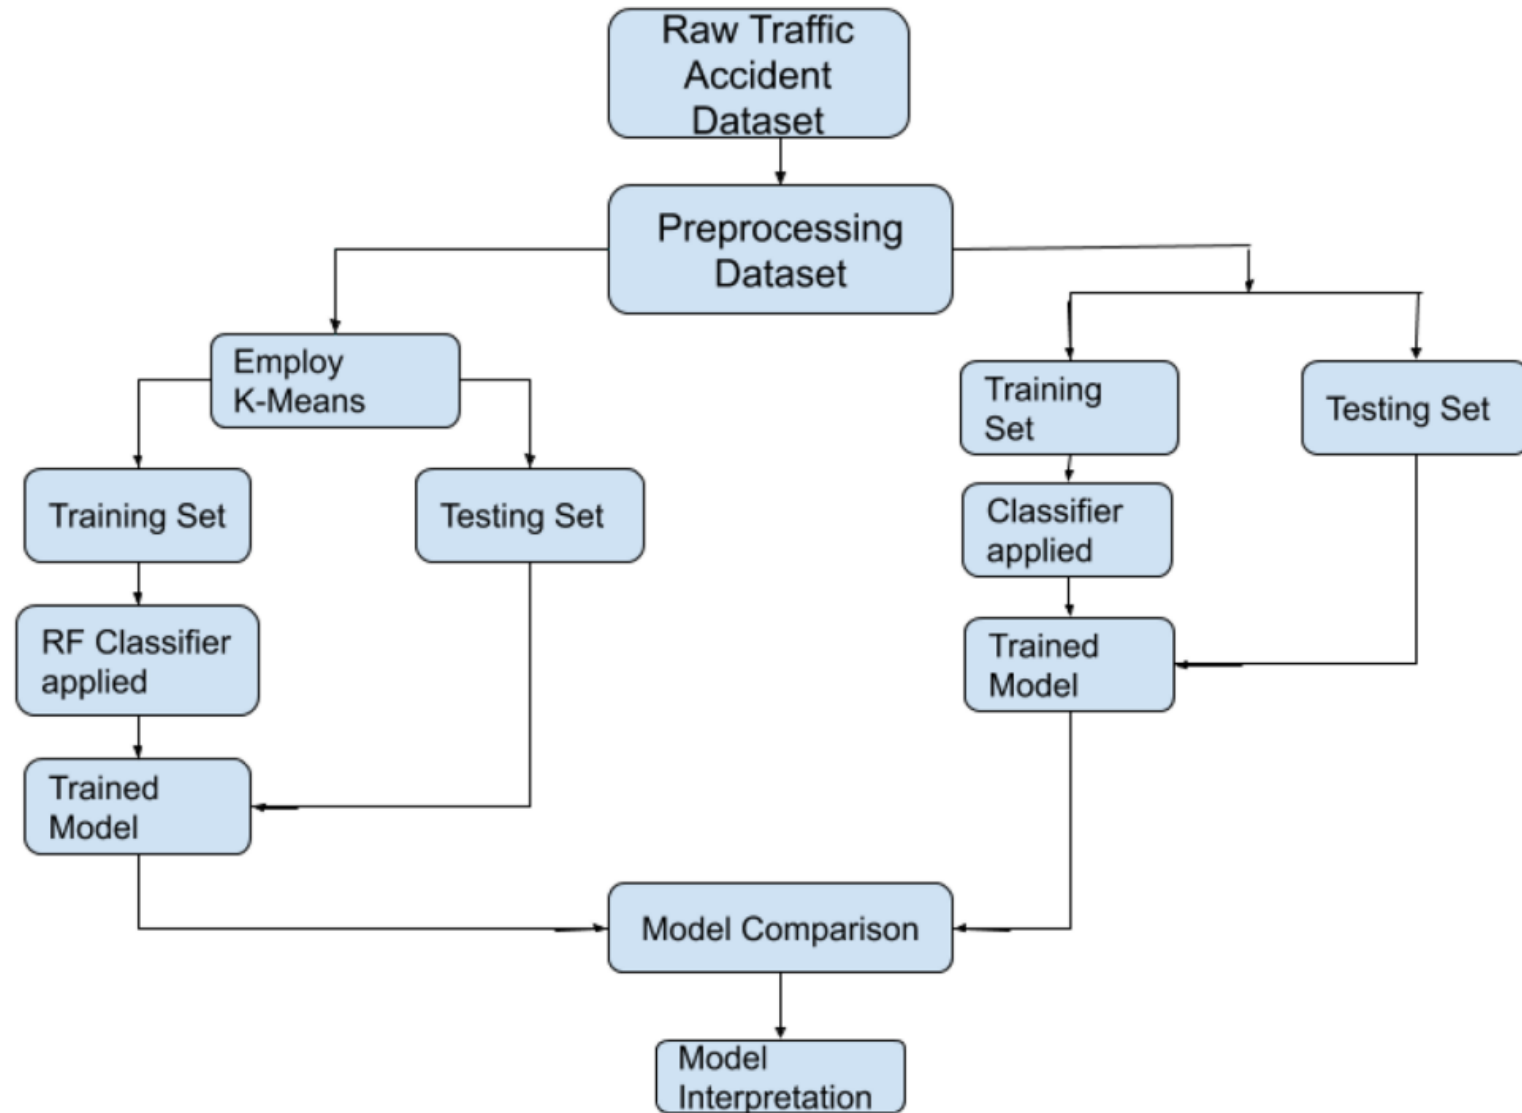 Raw Traffic
Accident
Dataset
Preprocessing
Dataset
Employ
K-Means
Training Set
Testing Set
RF Classifier
applied
Trained
Model
Training
Set
Testing Set
Classifier
applied
Trained
Model
Model Comparison
Model
Interpretation